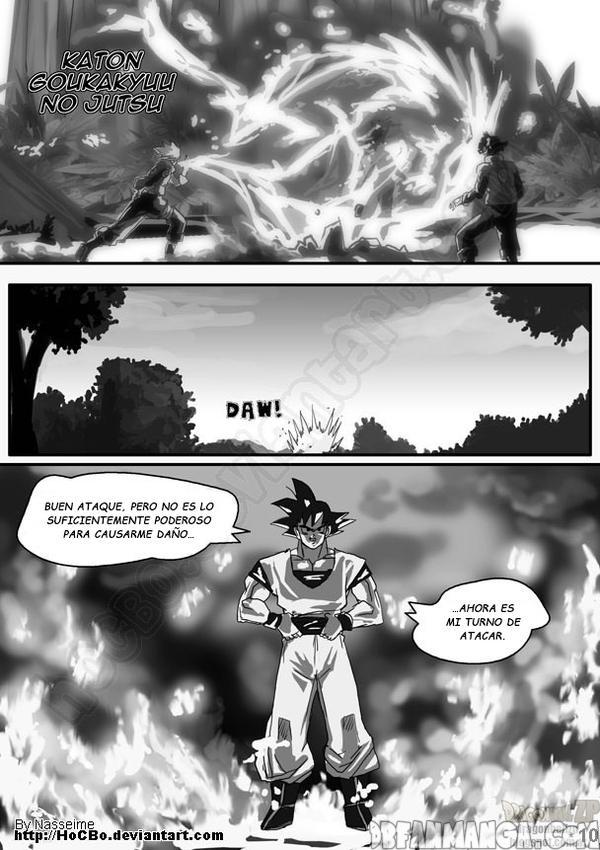 KATON
GOUKAKYUU
NO JUTSU
DAW!
BUEN ATAQUE, PERO NO ES LO
SUFICIENTEMENTE PODEROSO
PARA CAUSARME DAÑO...
...AHORA ES
MI TURNO DE
ATACAR.
By Nasseime
http://HoCBo.deviantart.com
10